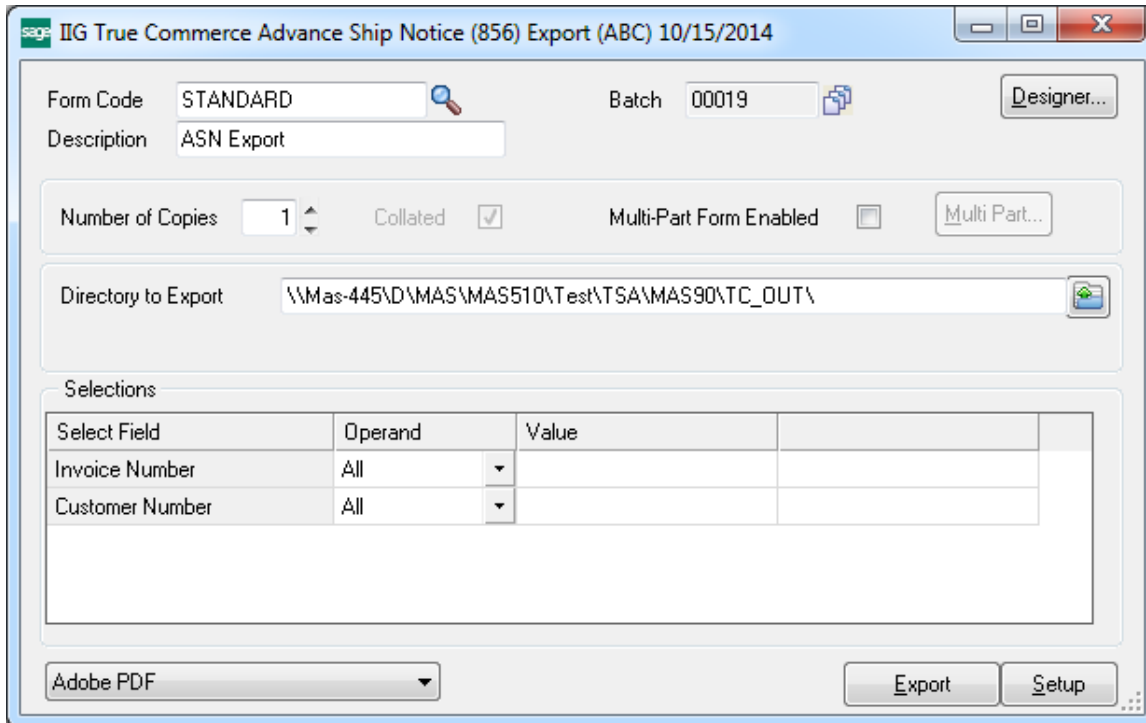 sage IIG True Commerce Advance Ship Notice (856) Export (ABC) 10/15/2014
Form Code STANDARD Batch 00019 Designer...
Description ASN Export
Number of Copies 1 Collated Multi-Part Form Enabled Multi Part...
Directory to Export \\Mas-445\D\MAS\MAS510\Test\TSA\MAS90\TC_OUT\
Selections
Select Field Operand Value
Invoice Number All
Customer Number All
Adobe PDF Export Setup